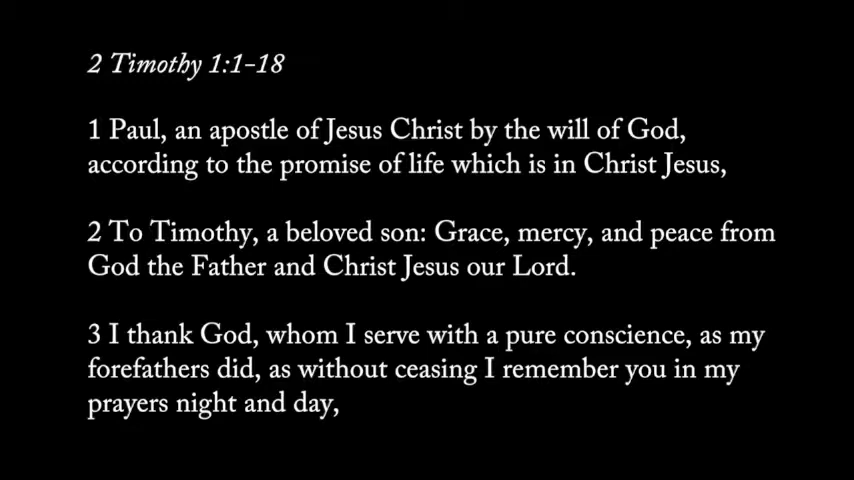 2 Timothy 1:1-18
1 Paul, an apostle of Jesus Christ by the will of God,
according to the promise of life which is in Christ Jesus,
2 To Timothy, a beloved son: Grace, mercy, and peace from
God the Father and Christ Jesus our Lord.
3 I thank God, whom I serve with a pure conscience, as my
forefathers did, as without ceasing I remember you in my
prayers night and day,